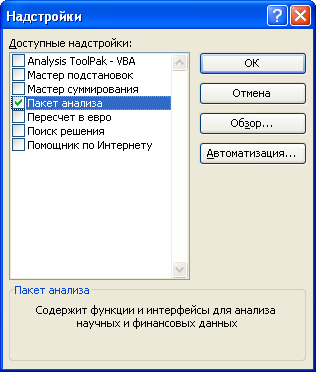 Надстройки
Доступные надстройки:
Analysis ToolPak - VBA
Мастер подстановок
Мастер суммирования
Пакет анализа
Пересчет в евро
Поиск решения
Помощник по Интернету
ОК
Отмена
Обзор...
Автоматизация...
Пакет анализа
Содержит функции и интерфейсы для анализа
научных и финансовых данных